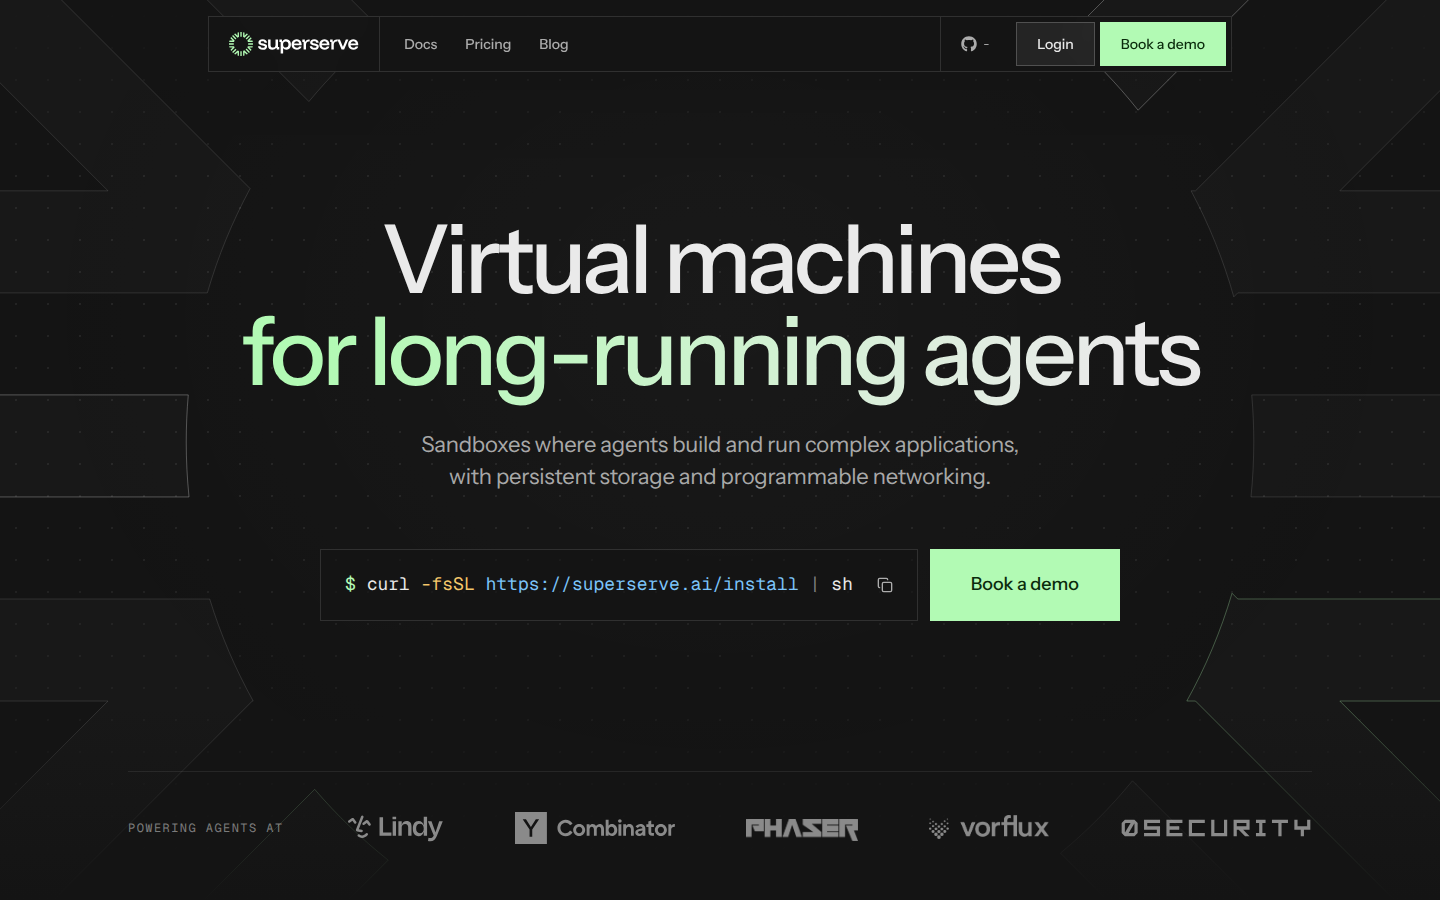 superserve
Docs
Pricing
Blog
-
Login
Book a demo
Virtual machines
for long-running agents
Sandboxes where agents build and run complex applications,
with persistent storage and programmable networking.
$ curl -fsSL https://superserve.ai/install | sh
Book a demo
POWERING AGENTS AT
Lindy
Y Combinator
PHASER
vorflux
0SECURITY